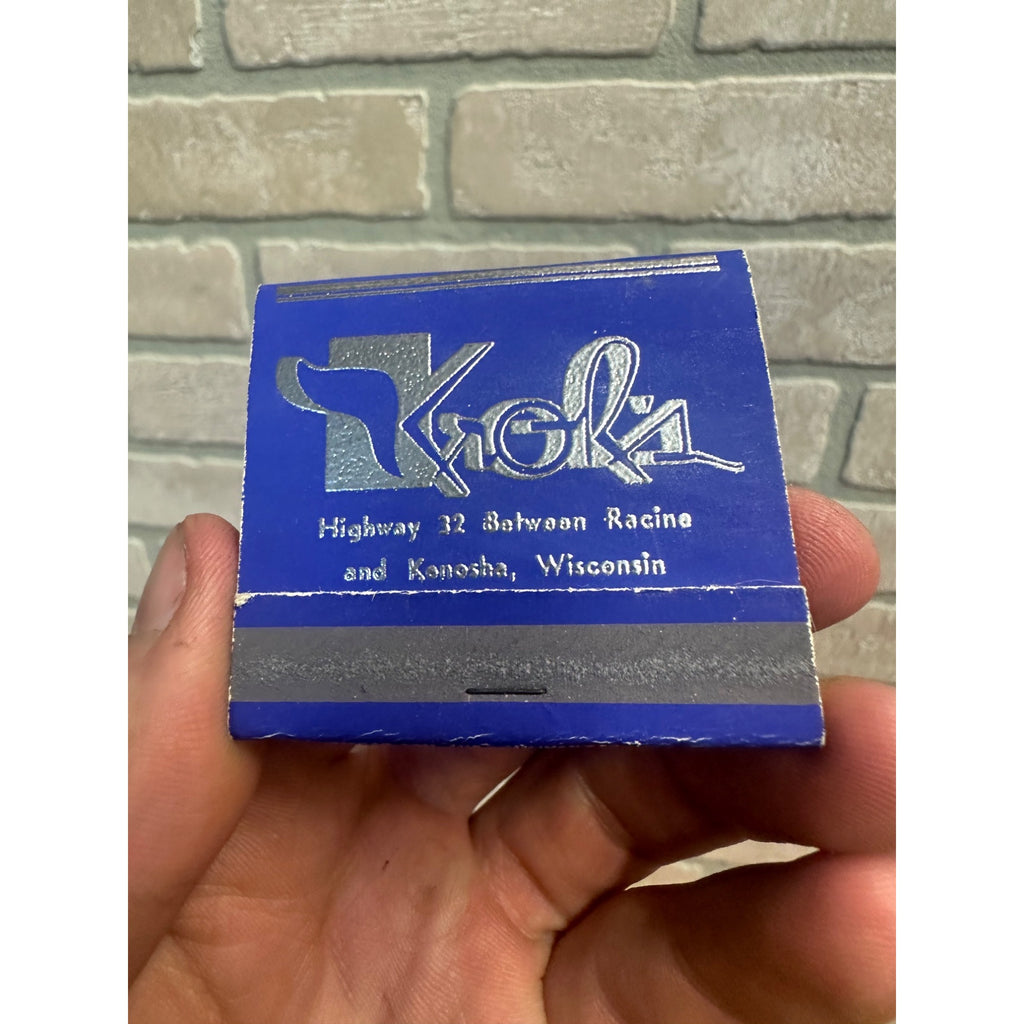 Krok's
Highway 32 Between Racine
and Kenosha, Wisconsin